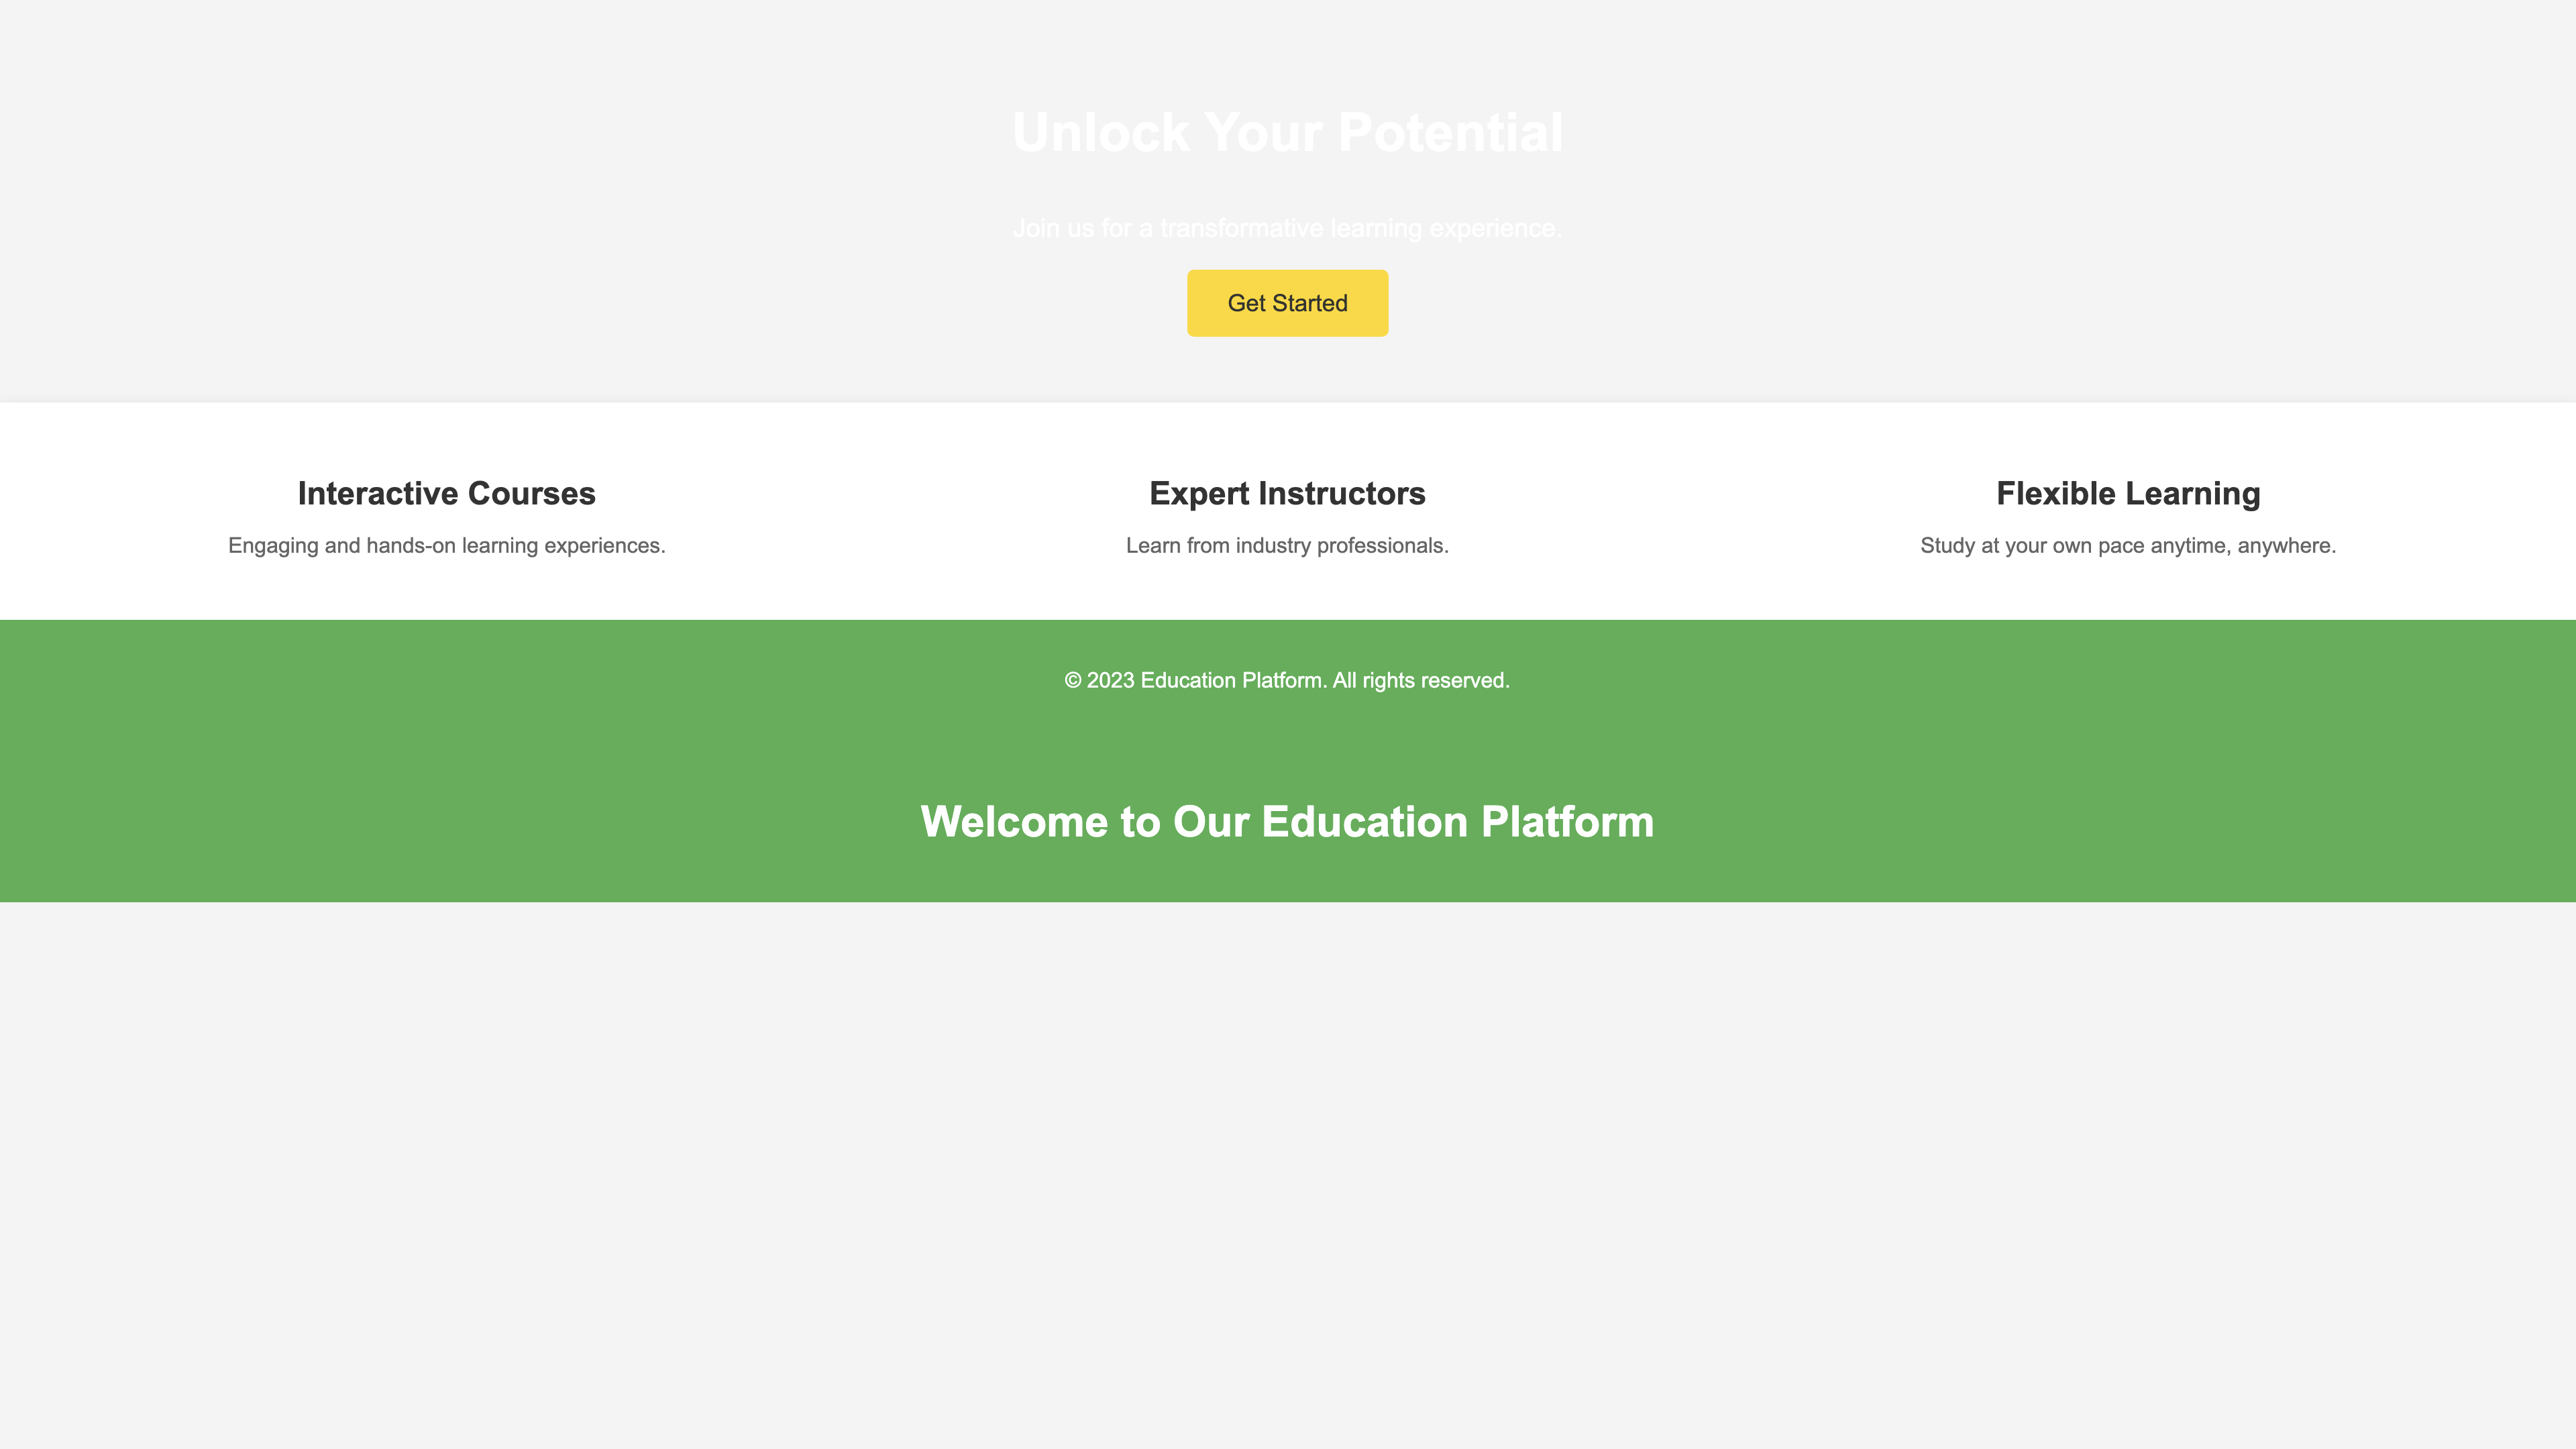 Unlock Your Potential
Join us for a transformative learning experience.
Get Started
Interactive Courses
Engaging and hands-on learning experiences.
Expert Instructors
Learn from industry professionals.
Flexible Learning
Study at your own pace anytime, anywhere.
© 2023 Education Platform. All rights reserved.
Welcome to Our Education Platform